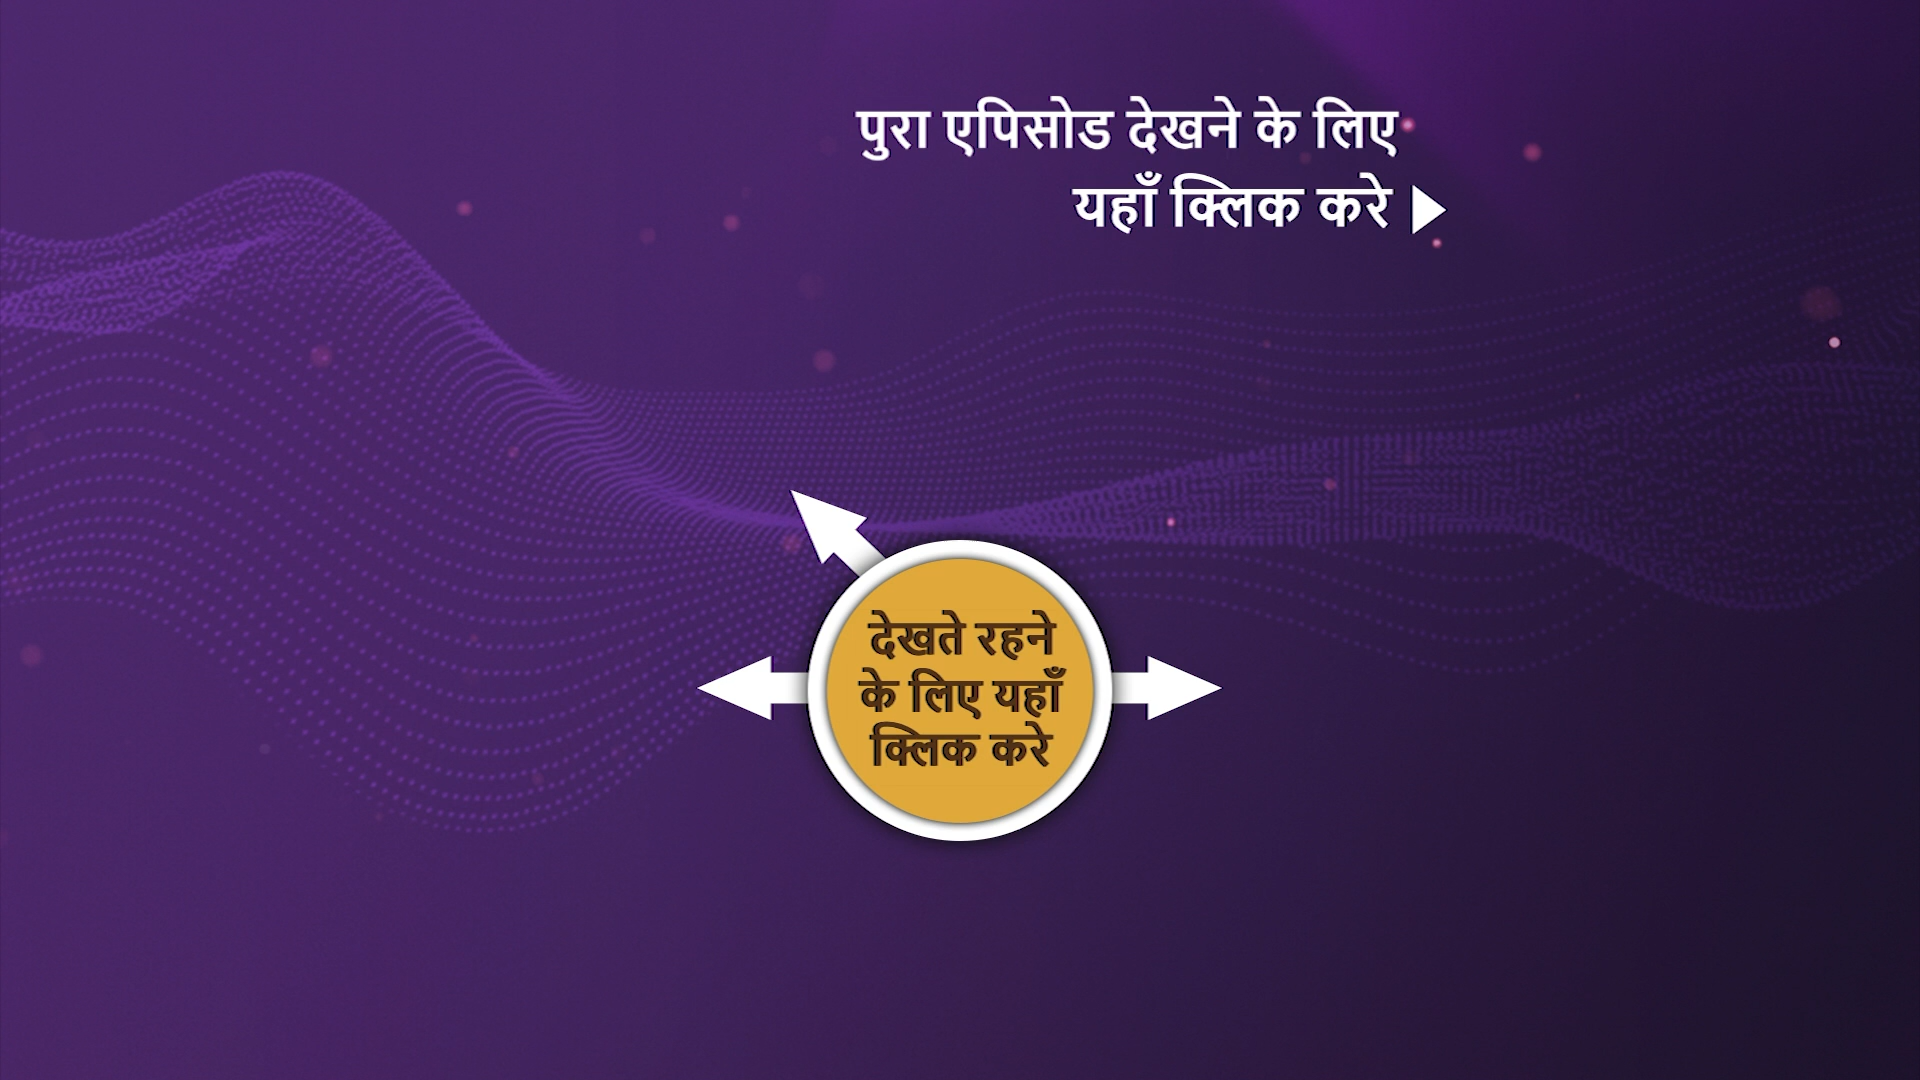 पुरा एपिसोड देखने के लिए
यहाँ क्लिक करे
देखते रहने
के लिए यहाँ
क्लिक करे